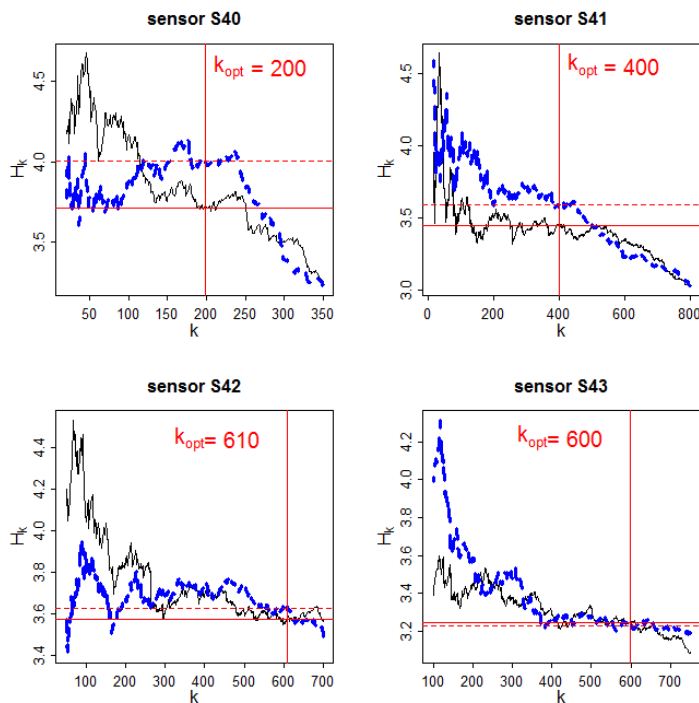 sensor S40
H_k
4.5
4.0
3.5
k_opt = 200
50 100 150 200 250 300 350
k
sensor S41
H_k
4.5
4.0
3.5
3.0
k_opt = 400
0 200 400 600 800
k
sensor S42
H_k
4.4
4.2
4.0
3.8
3.6
3.4
k_opt = 610
100 200 300 400 500 600 700
k
sensor S43
H_k
4.2
4.0
3.8
3.6
3.4
3.2
k_opt = 600
100 200 300 400 500 600 700
k